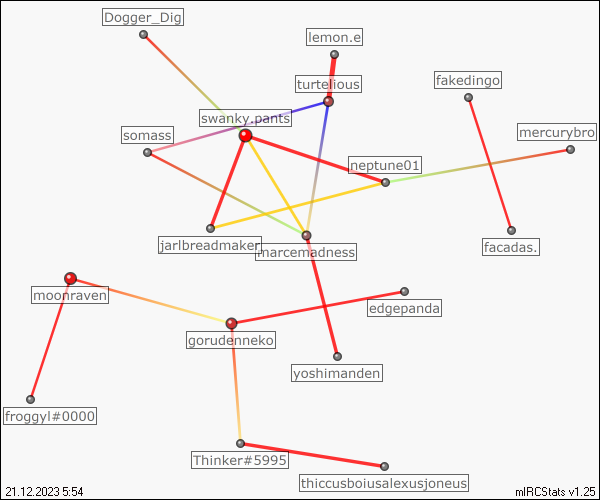 Dogger_Dig
lemon.e
turtelious
fakedingo
swanky.pants
somass
mercurybro
neptune01
jarlbreadmaker
marcemadness
facadas.
moonraven
edgepanda
gorudenneko
yoshimanden
froggyl#0000
Thinker#5995
thiccusboiusalexusjoneus
21.12.2023 5:54
mIRCStats v1.25